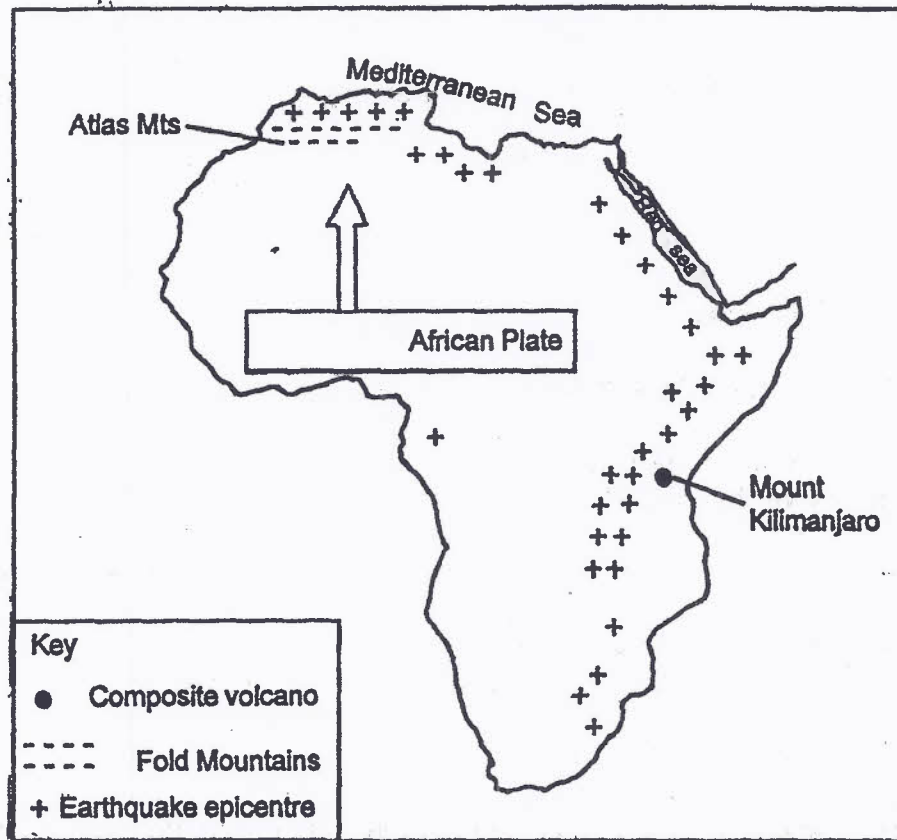 Mediterranean Sea
Atlas Mts
Red sea
African Plate
Mount
Kilimanjaro
Key
Composite volcano
Fold Mountains
Earthquake epicentre